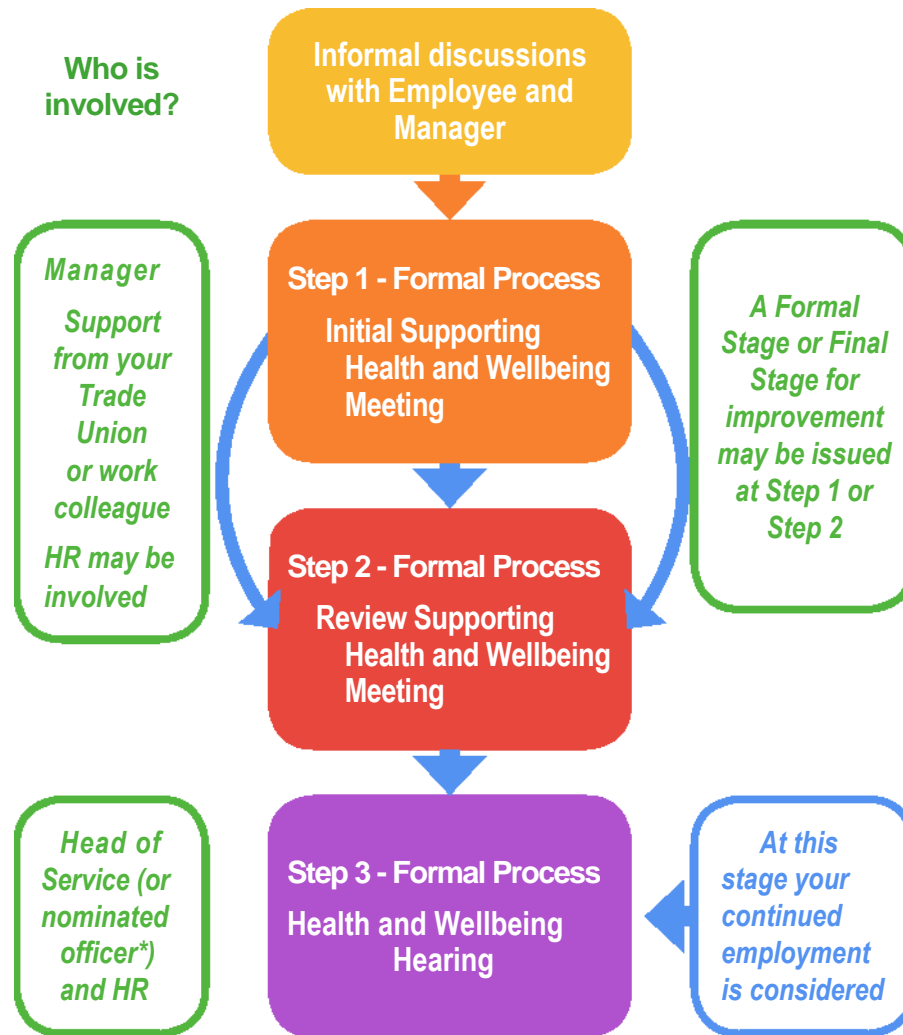 Who is
involved?
Informal discussions
with Employee and
Manager
Manager
Support
from your
Trade
Union
or work
colleague
HR may be
involved
Step 1 - Formal Process
Initial Supporting
Health and Wellbeing
Meeting
A Formal
Stage or Final
Stage for
improvement
may be issued
at Step 1 or
Step 2
Step 2 - Formal Process
Review Supporting
Health and Wellbeing
Meeting
Head of
Service (or
nominated
officer*)
and HR
Step 3 - Formal Process
Health and Wellbeing
Hearing
At this
stage your
continued
employment
is considered